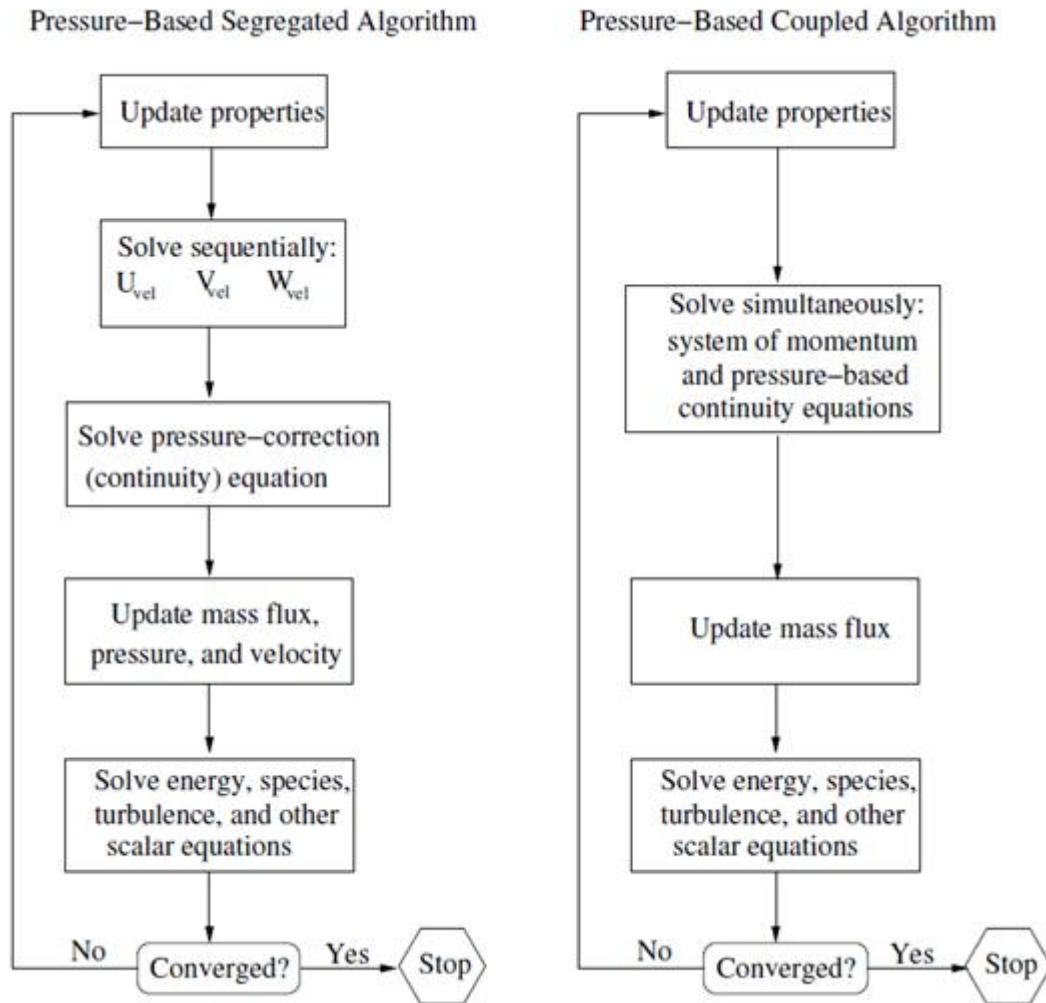 Pressure−Based Segregated Algorithm
Update properties
Solve sequentially:
U_vel V_vel W_vel
Solve pressure−correction
(continuity) equation
Update mass flux,
pressure, and velocity
Solve energy, species,
turbulence, and other
scalar equations
No
Converged?
Yes
Stop
Pressure−Based Coupled Algorithm
Update properties
Solve simultaneously:
system of momentum
and pressure−based
continuity equations
Update mass flux
Solve energy, species,
turbulence, and other
scalar equations
No
Converged?
Yes
Stop